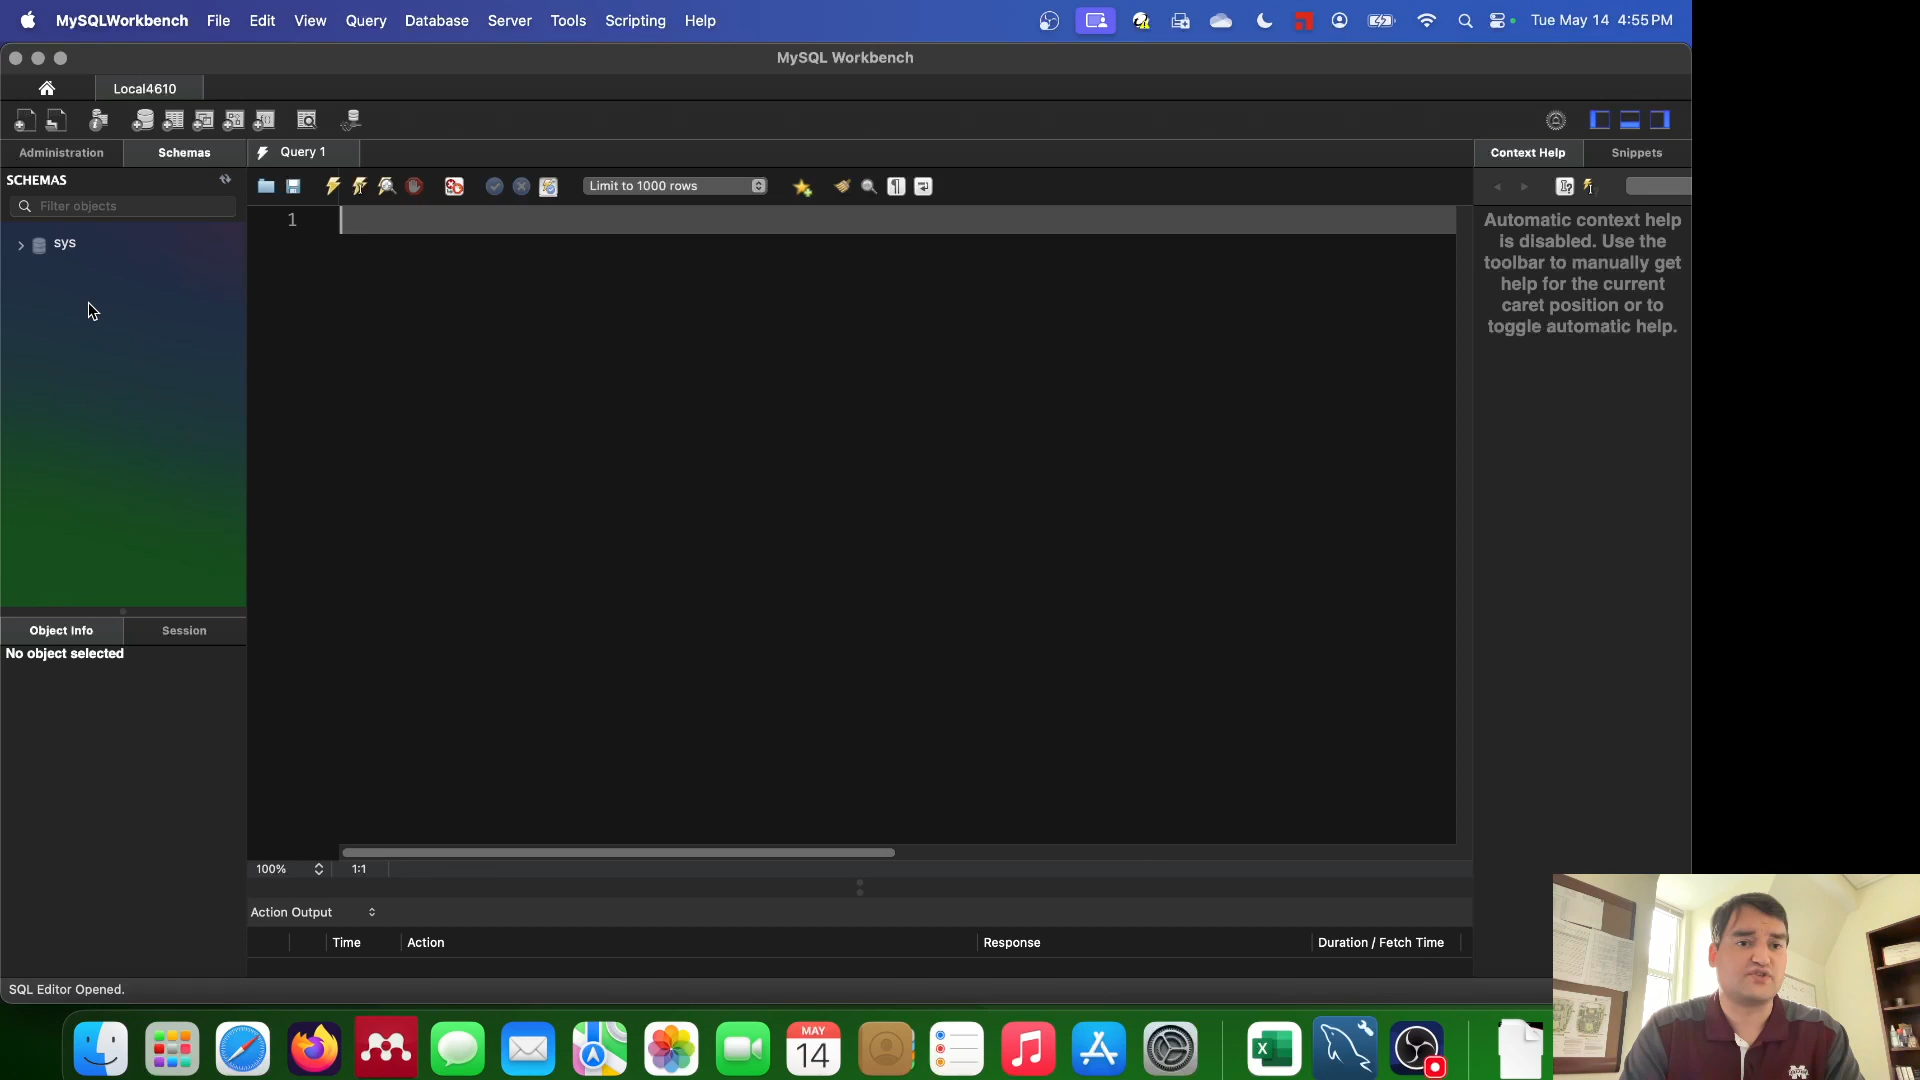 MySQLWorkbench File Edit View Query Database Server Tools Scripting Help Tue May 14 4:55 PM
MySQL Workbench
Local4610
Administration Schemas Query 1 Context Help Snippets
SCHEMAS
Limit to 1000 rows
Filter objects
1
sys
Automatic context help
is disabled. Use the
toolbar to manually get
help for the current
caret position or to
toggle automatic help.
Object Info Session
No object selected
100% 1:1
Action Output
Time Action Response Duration / Fetch Time
SQL Editor Opened.
MAY
14